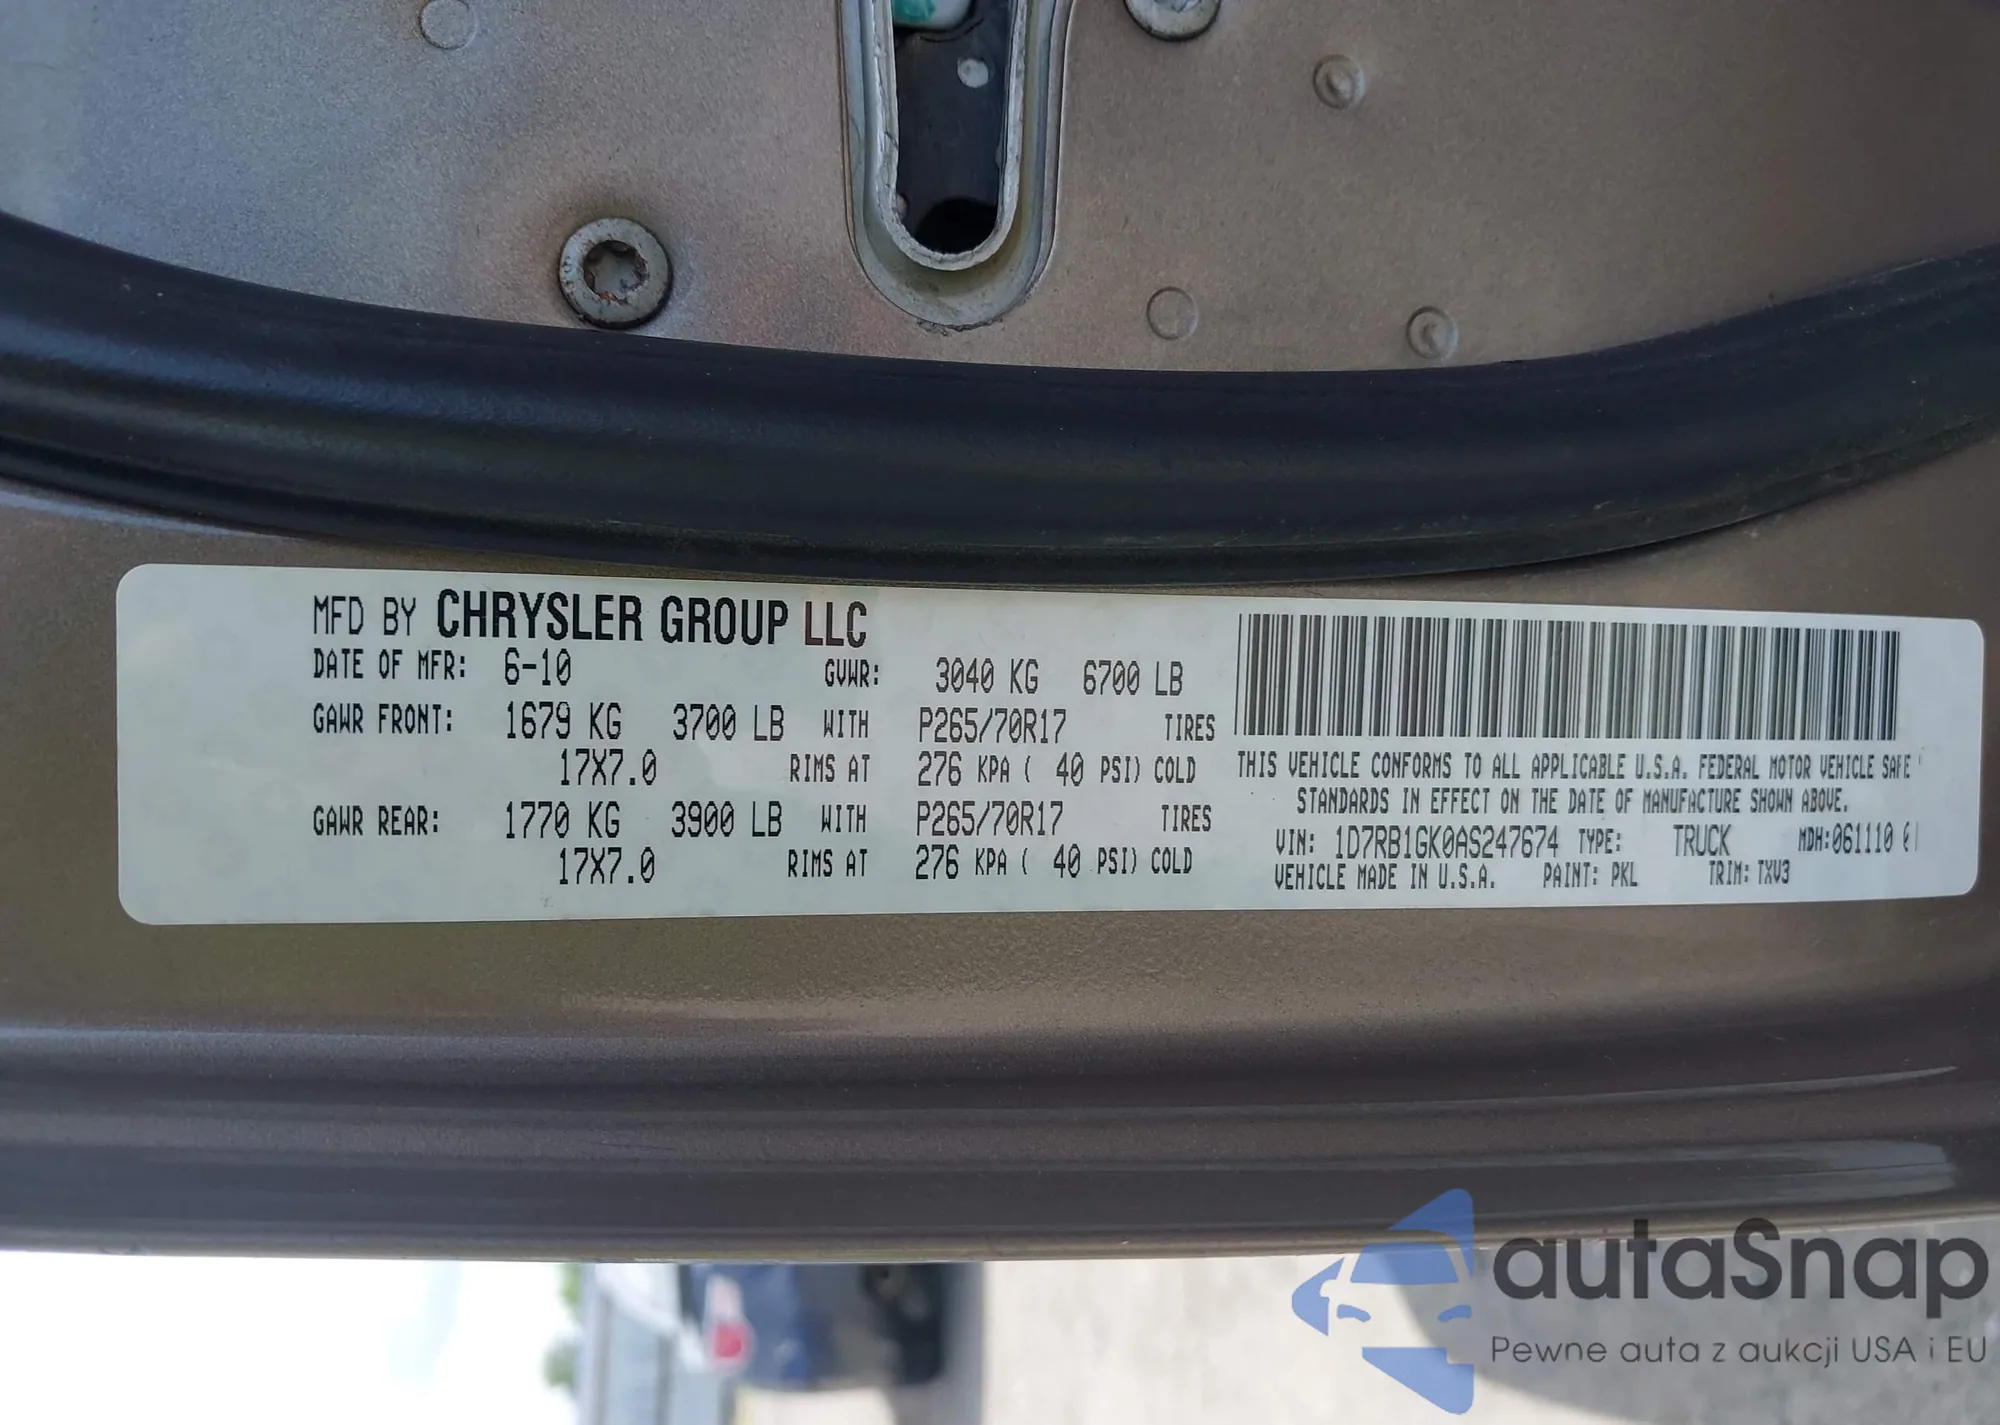 MFD BY CHRYSLER GROUP LLC
DATE OF MFR: 6-10 GVWR: 3040 KG 6700 LB
GAWR FRONT: 1679 KG 3700 LB WITH P265/70R17 TIRES
17X7.0 RIMS AT 276 KPA ( 40 PSI) COLD
GAWR REAR: 1770 KG 3900 LB WITH P265/70R17 TIRES
17X7.0 RIMS AT 276 KPA ( 40 PSI) COLD
THIS VEHICLE CONFORMS TO ALL APPLICABLE U.S.A. FEDERAL MOTOR VEHICLE
STANDARDS IN EFFECT ON THE DATE OF MANUFACTURE SHOWN ABOVE.
VIN: 1D7RB1GK0AS247674 TYPE: TRUCK MDH:061110
VEHICLE MADE IN U.S.A. PAINT: PKL TRIM: TXV3
autaSnap
Pewne auta z aukcji USA i EU